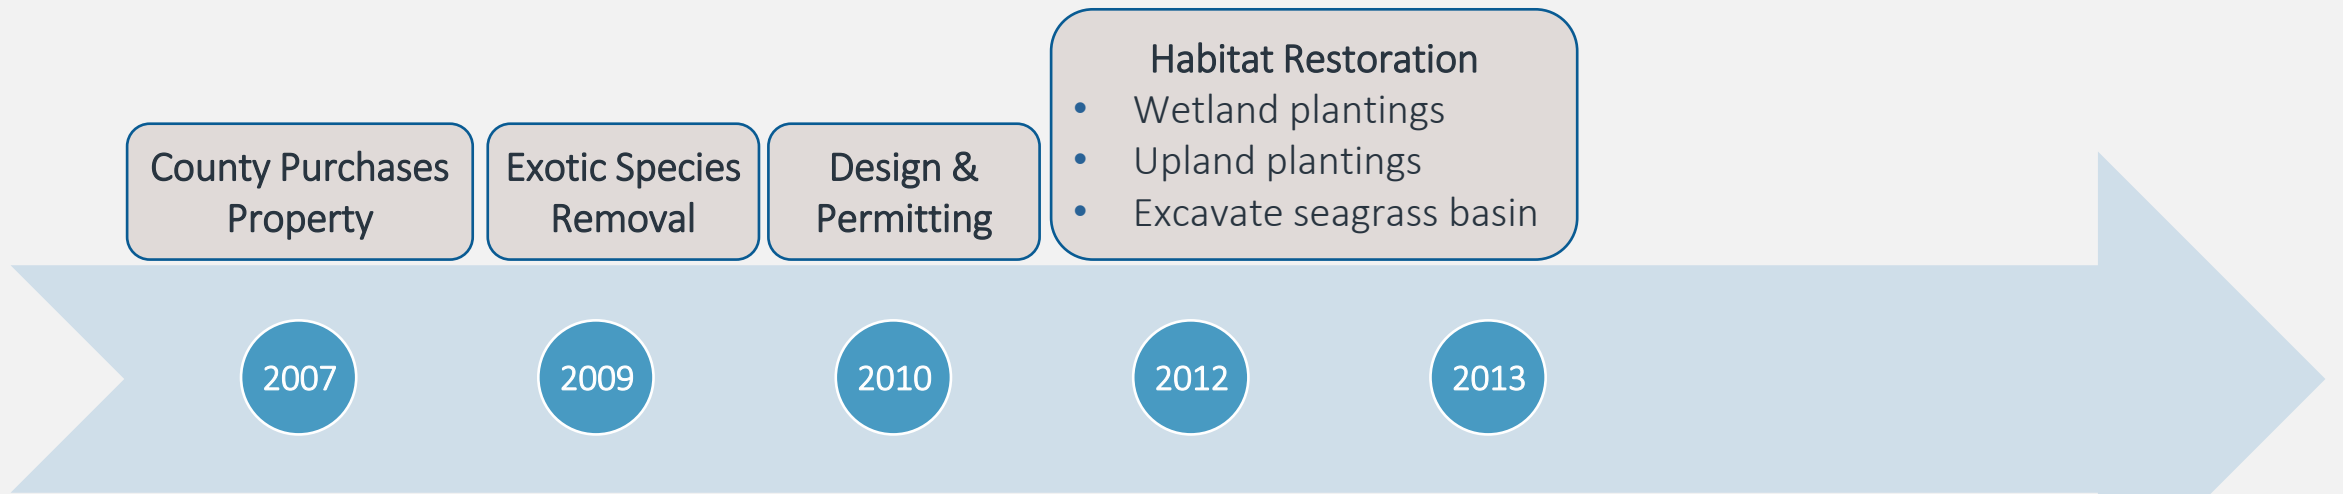 County Purchases
Property
Exotic Species
Removal
Design &
Permitting
Habitat Restoration
• Wetland plantings
• Upland plantings
• Excavate seagrass basin
2007
2009
2010
2012
2013